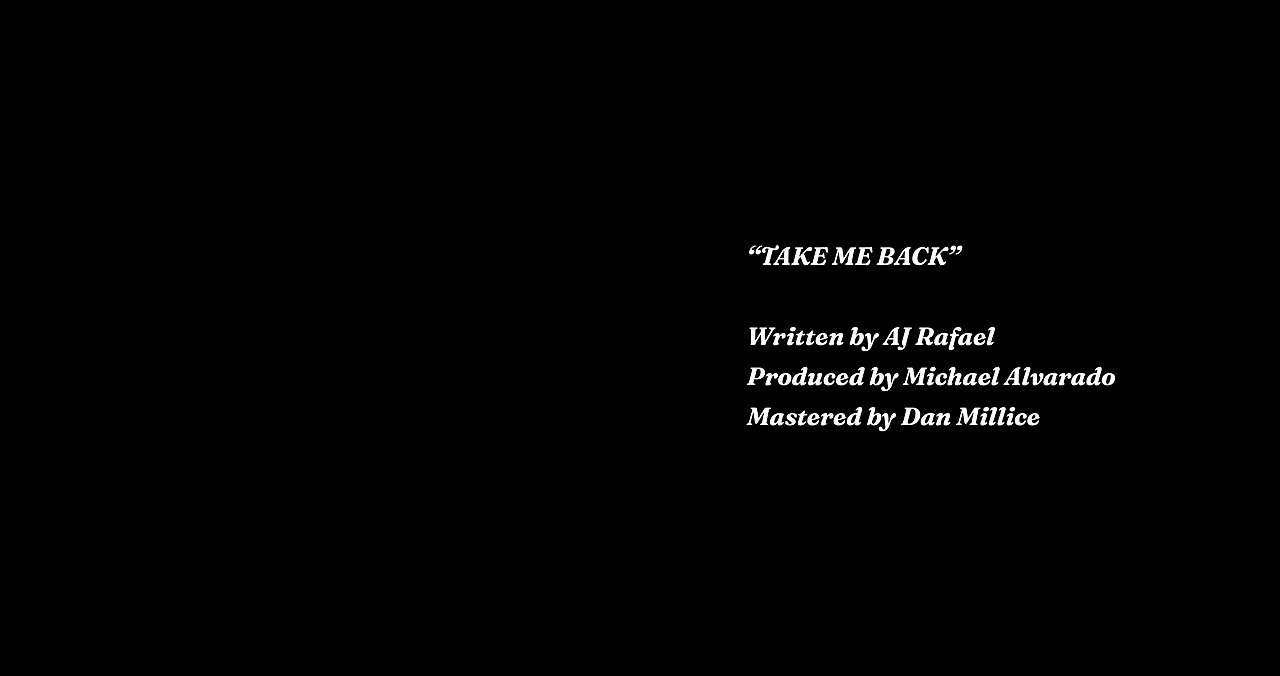 “TAKE ME BACK”
Written by AJ Rafael
Produced by Michael Alvarado
Mastered by Dan Millice